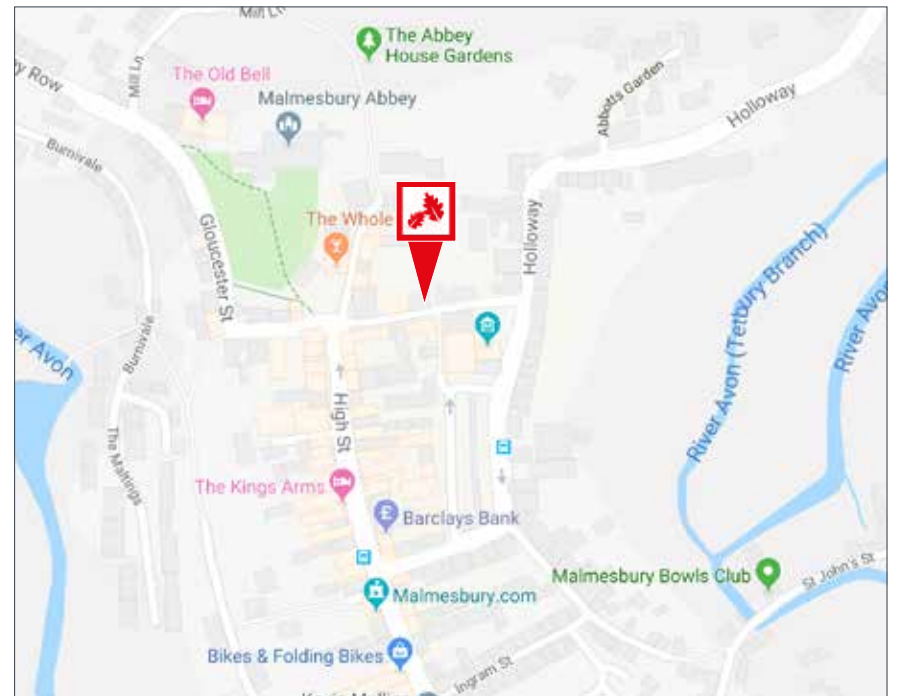 Mill Ln
The Abbey
House Gardens
The Old Bell
Mill Ln
y Row
Malmesbury Abbey
Abbotts Garden
Holloway
Burnivale
The Whole
Gloucester St
Holloway
River Avon (Tetbury Branch)
River Avon
er Avon
Burnivale
High St
The Maltings
The Kings Arms
Barclays Bank
Malmesbury Bowls Club
St John's St
Malmesbury.com
Bikes & Folding Bikes
Ingram St